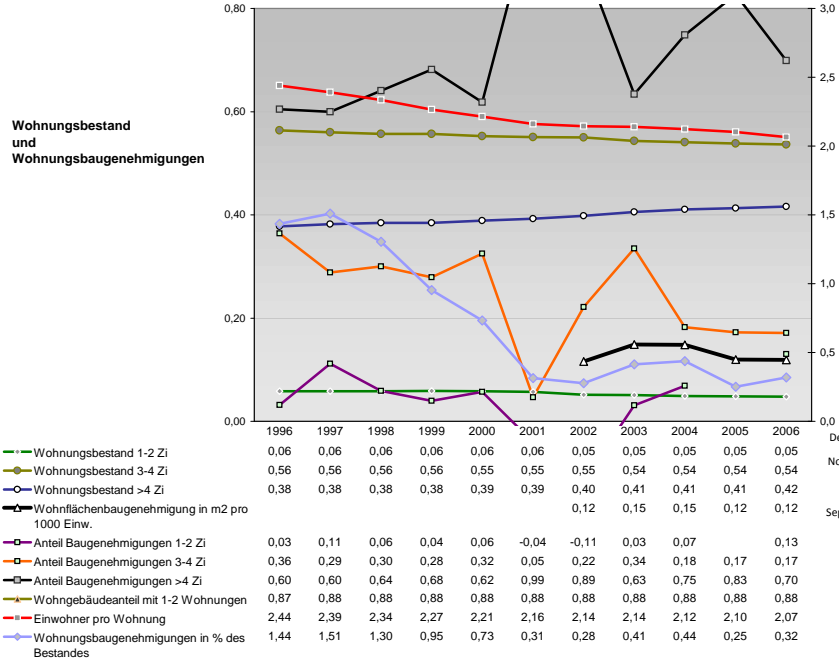 0,80
3,0
2,5
0,60
2,0
Wohnungsbestand
und
Wohnungsbaugenehmigungen
0,40
1,5
1,0
0,20
0,5
0,00
0,0
1996 1997 1998 1999 2000 2001 2002 2003 2004 2005 2006
De
Wohnungsbestand 1-2 Zi 0,06 0,06 0,06 0,06 0,06 0,06 0,05 0,05 0,05 0,05 0,05
No
Wohnungsbestand 3-4 Zi 0,56 0,56 0,56 0,56 0,55 0,55 0,55 0,54 0,54 0,54 0,54
Wohnungsbestand >4 Zi 0,38 0,38 0,38 0,38 0,39 0,39 0,40 0,41 0,41 0,41 0,42
Wohnflächenbaugenehmigung in m2 pro 0,12 0,15 0,15 0,12 0,12
Sep
1000 Einw.
Anteil Baugenehmigungen 1-2 Zi 0,03 0,11 0,06 0,04 0,06 -0,04 -0,11 0,03 0,07 0,13
Anteil Baugenehmigungen 3-4 Zi 0,36 0,29 0,30 0,28 0,32 0,05 0,22 0,34 0,18 0,17 0,17
Anteil Baugenehmigungen >4 Zi 0,60 0,60 0,64 0,68 0,62 0,99 0,89 0,63 0,75 0,83 0,70
Wohngebäudeanteil mit 1-2 Wohnungen 0,87 0,88 0,88 0,88 0,88 0,88 0,88 0,88 0,88 0,88 0,88
Einwohner pro Wohnung 2,44 2,39 2,34 2,27 2,21 2,16 2,14 2,14 2,12 2,10 2,07
Wohnungsbaugenehmigungen in % des 1,44 1,51 1,30 0,95 0,73 0,31 0,28 0,41 0,44 0,25 0,32
Bestandes